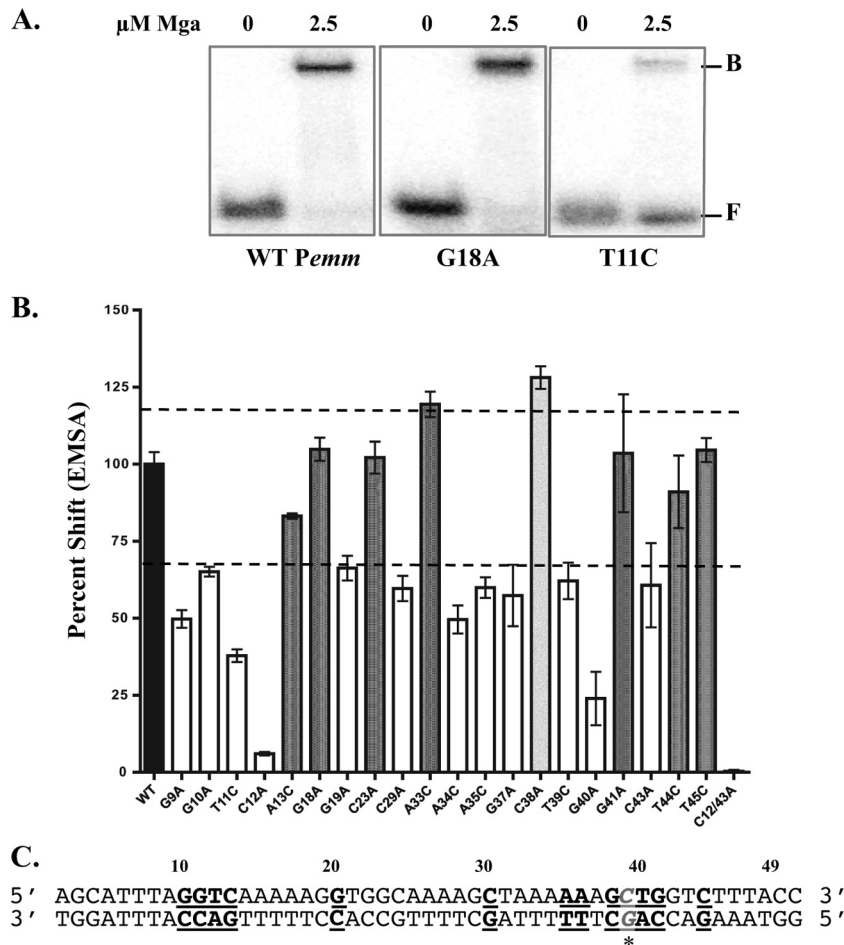 A.
µM Mga 0 2.5 0 2.5 0 2.5
B
F
WT Pemm G18A T11C
B.
Percent Shift (EMSA)
150
125
100
75
50
25
0
WT G9A G10A T11C C12A A13C G18A G19A C23A C29A A33C A34C A35C G37A C38A T39C G40A G41A C43A T44C T45C C12/43A
C.
10 20 30 40 49
5′ AGCATTTAGGTCAAAAAGGTGGCAAAAGCTAAAAAAGCTGGTCTTTACC 3′
3′ TGGATTTACCAGTTTTTCCACCGTTTTCGATTTTTTCGACCAGAAATGG 5′
*